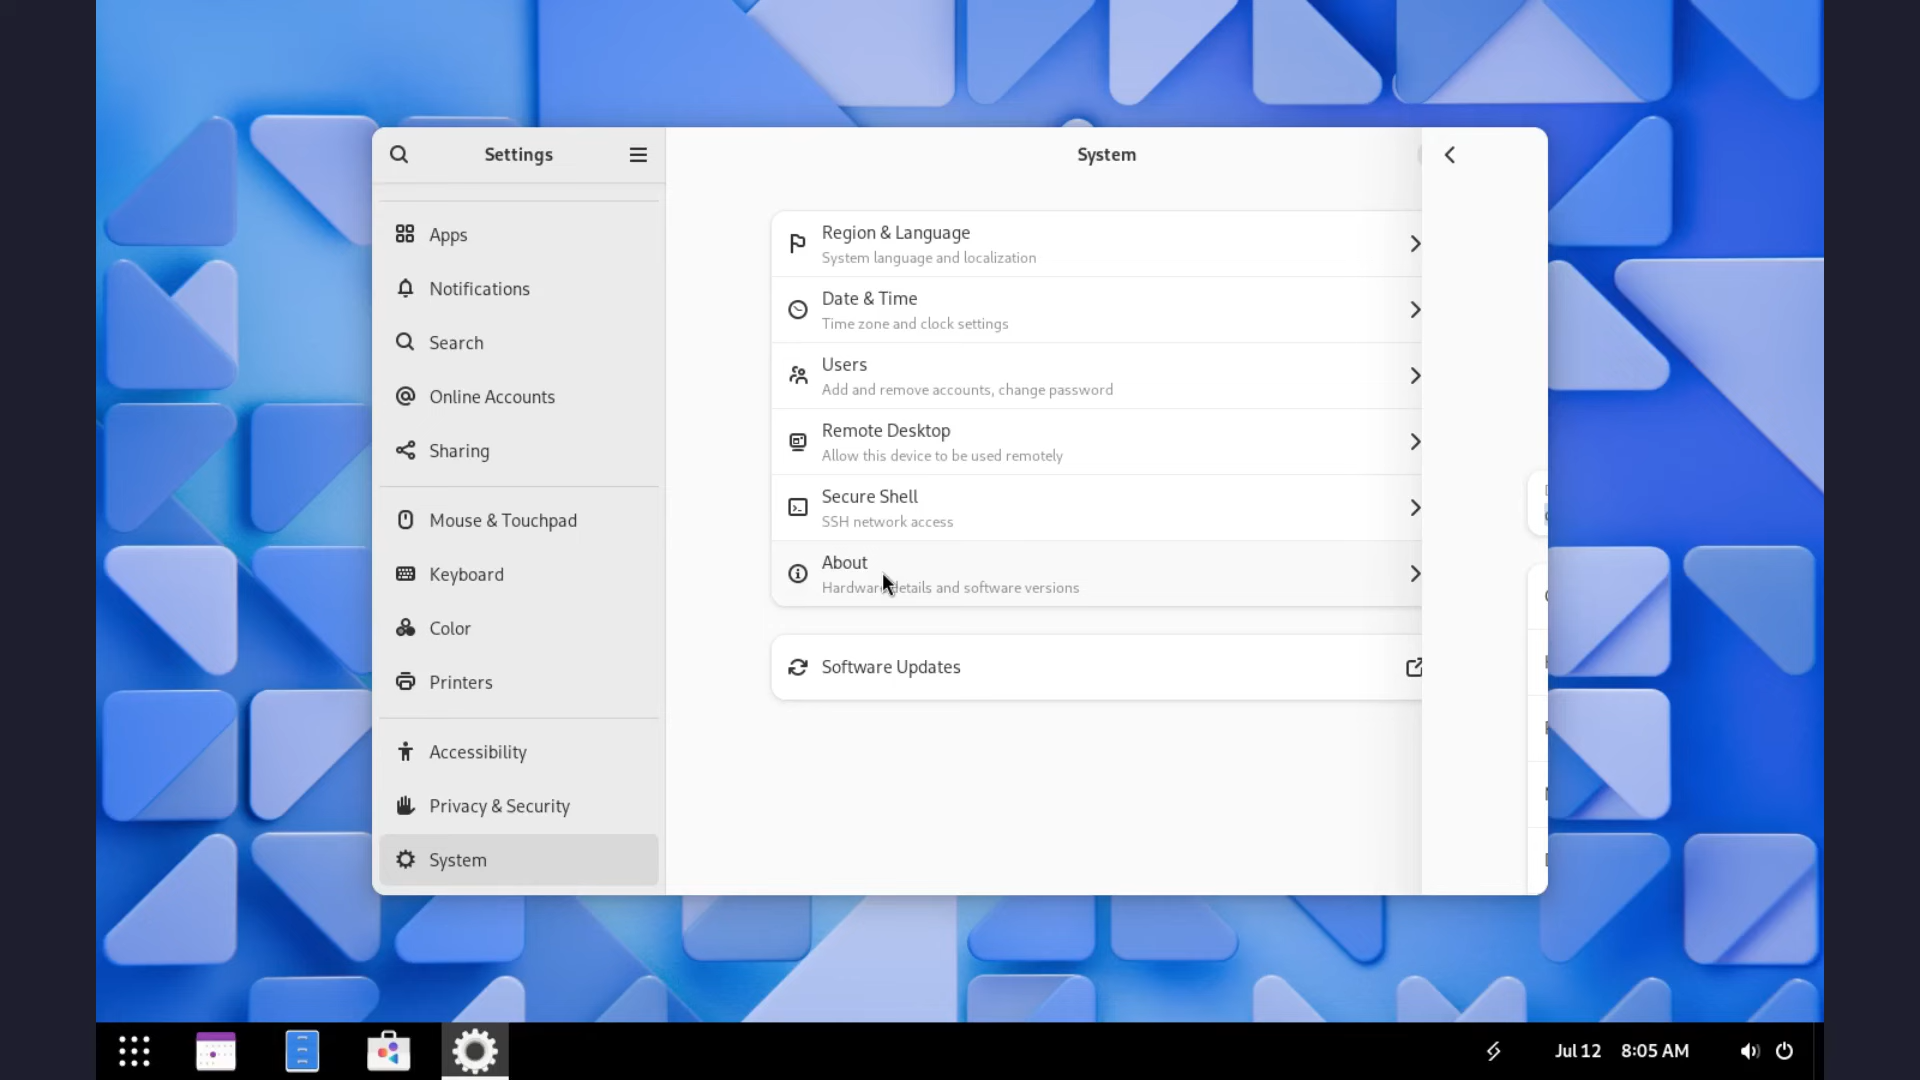 Settings
System
Apps
Notifications
Search
Online Accounts
Sharing
Mouse & Touchpad
Keyboard
Color
Printers
Accessibility
Privacy & Security
System
Region & Language
System language and localization
Date & Time
Time zone and clock settings
Users
Add and remove accounts, change password
Remote Desktop
Allow this device to be used remotely
Secure Shell
SSH network access
About
Hardware details and software versions
Software Updates
Jul 12 8:05 AM